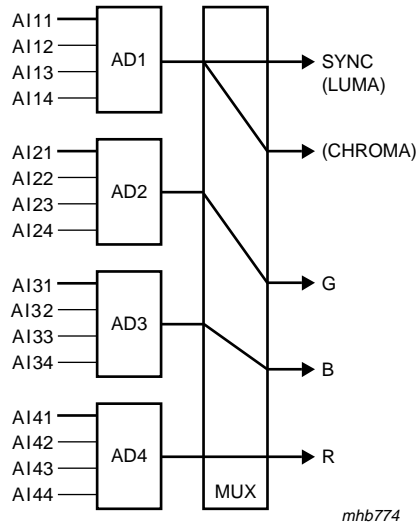 AI11
AI12
AI13
AI14
AD1
SYNC
(LUMA)
(CHROMA)
AI21
AI22
AI23
AI24
AD2
G
AI31
AI32
AI33
AI34
AD3
B
AI41
AI42
AI43
AI44
AD4
R
MUX
mhb774